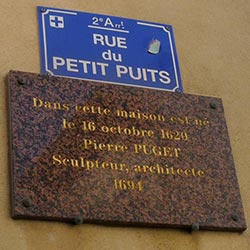 2e Arrt
RUE
du
PETIT PUITS
Dans cette maison est né
le 16 octobre 1620
Pierre PUGET
Sculpteur, architecte
1694